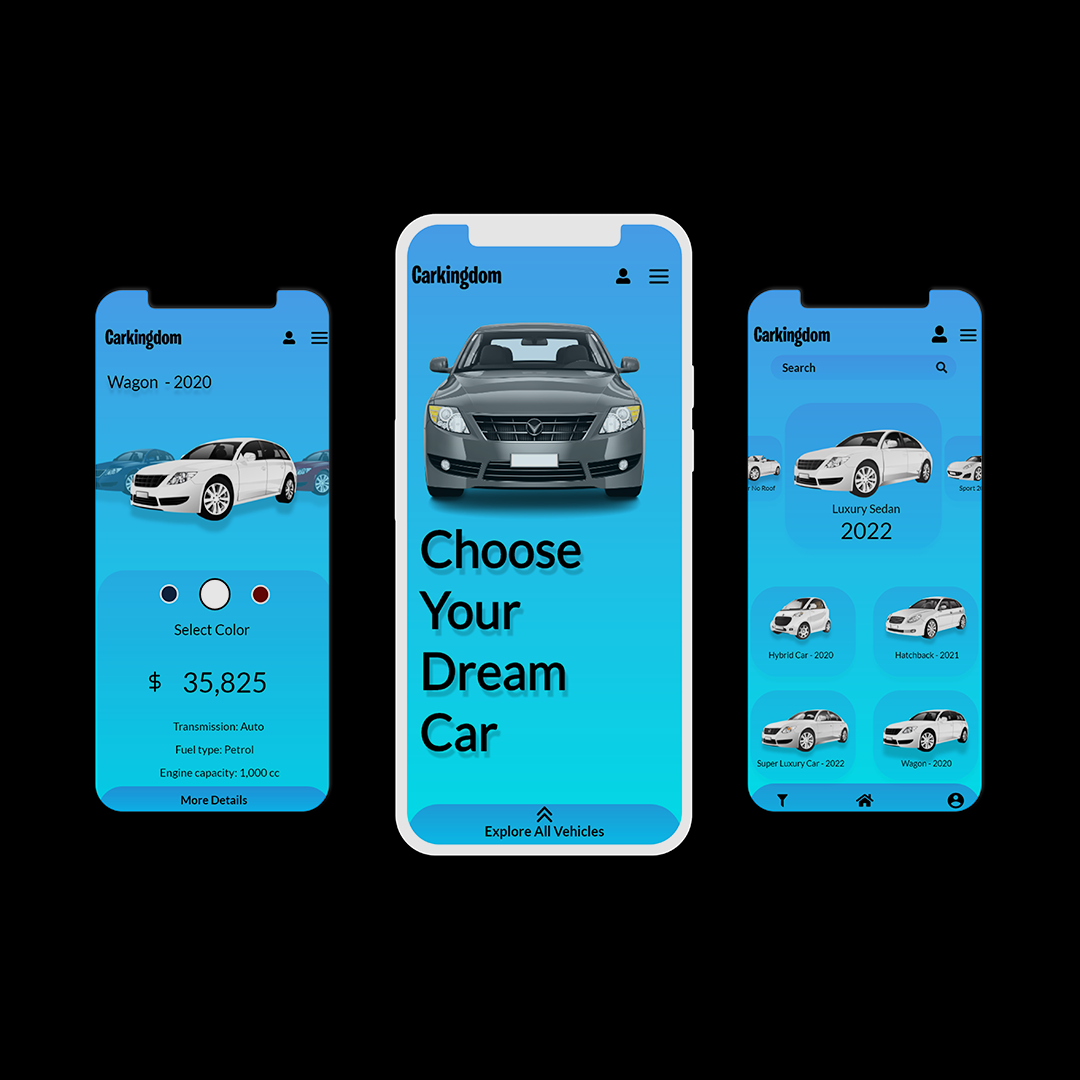 Carkingdom
Wagon - 2020
Select Color
$ 35,825
Transmission: Auto
Fuel type: Petrol
Engine capacity: 1,000 cc
More Details
Carkingdom
Choose
Your
Dream
Car
Explore All Vehicles
Carkingdom
Search
r No Roof
Luxury Sedan
2022
Sport 2
Hybrid Car - 2020
Hatchback - 2021
Super Luxury Car - 2022
Wagon - 2020